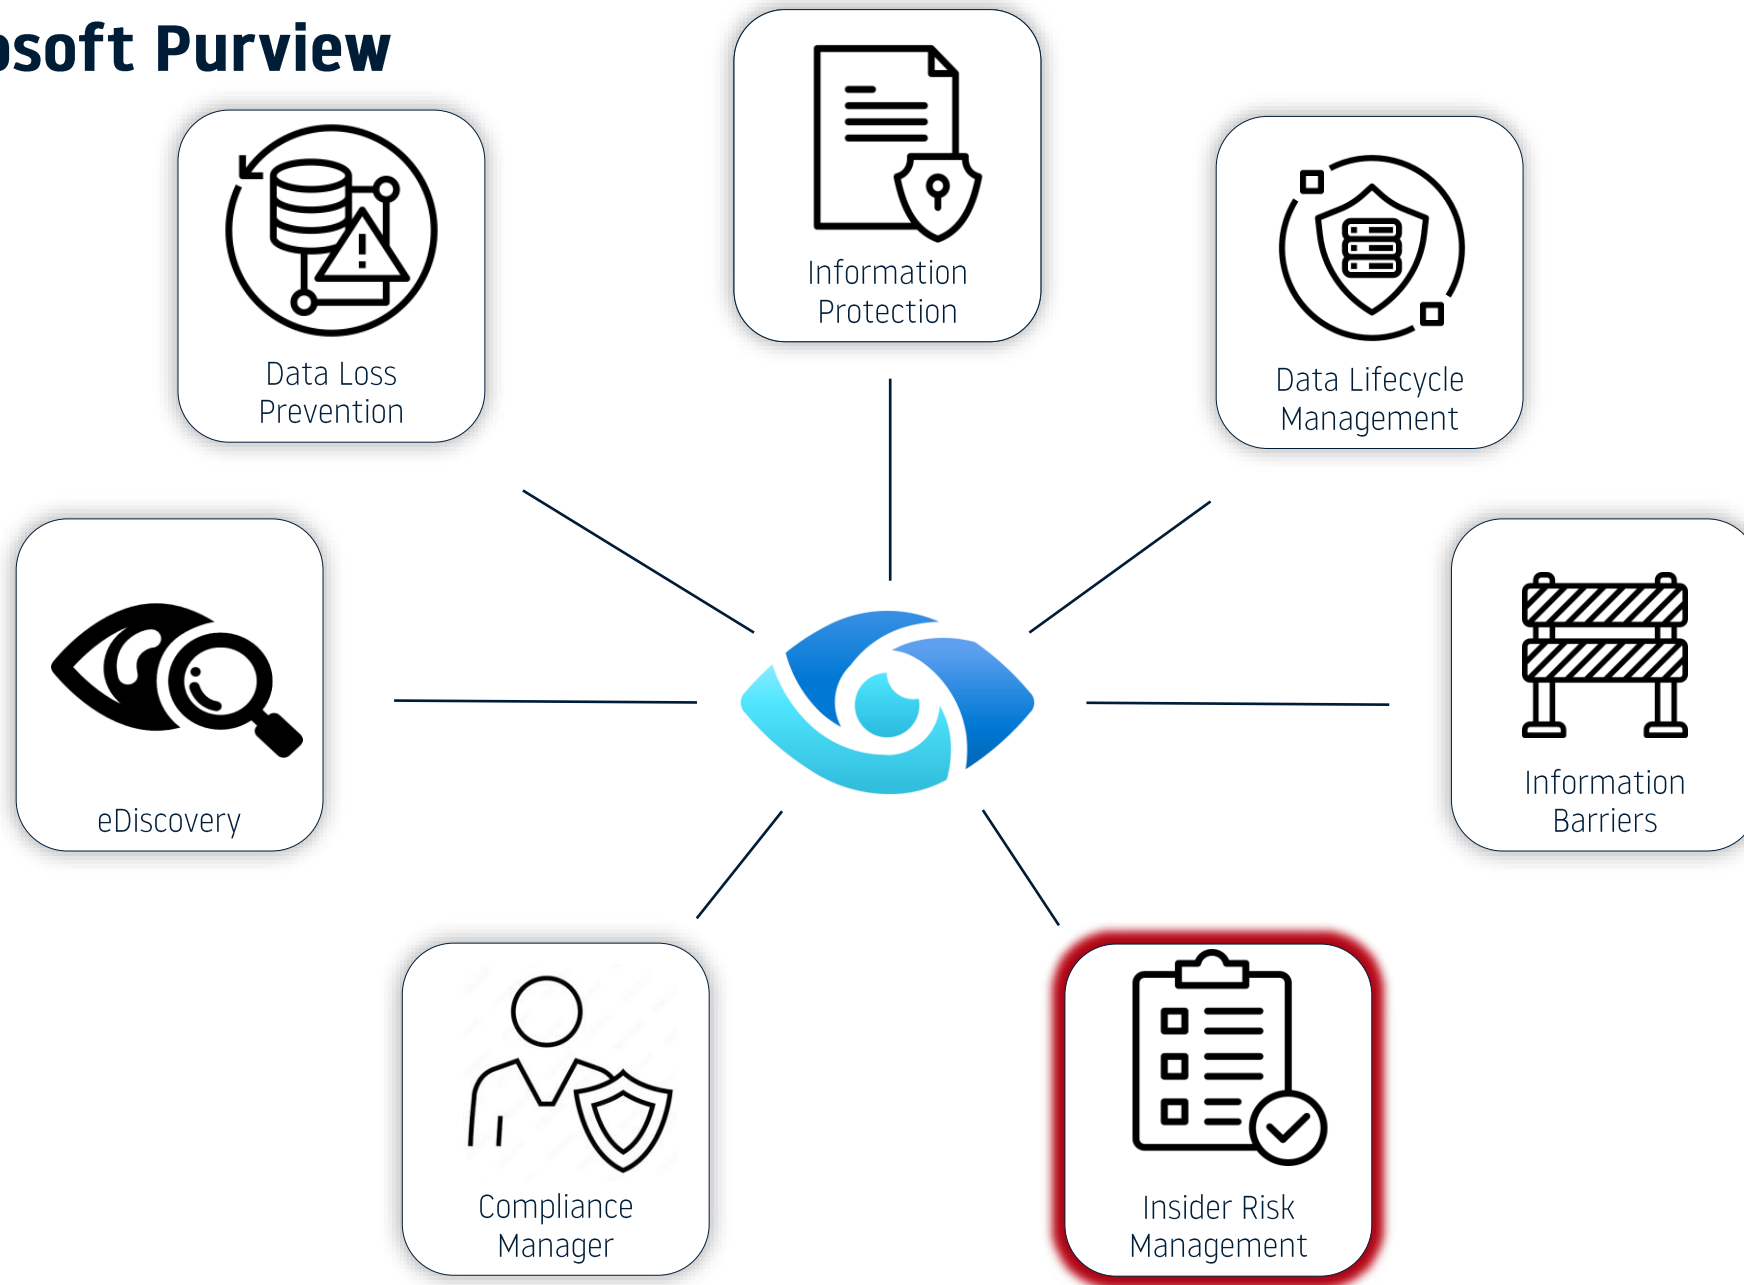 osoft Purview
Information
Protection
Data Loss
Prevention
Data Lifecycle
Management
eDiscovery
Information
Barriers
Compliance
Manager
Insider Risk
Management